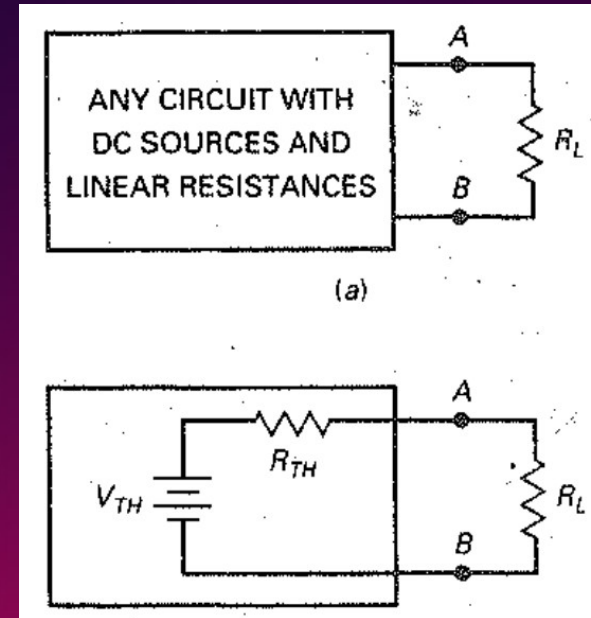 A
ANY CIRCUIT WITH
DC SOURCES AND
LINEAR RESISTANCES
R_L
B
(a)
A
R_TH
V_TH
R_L
B